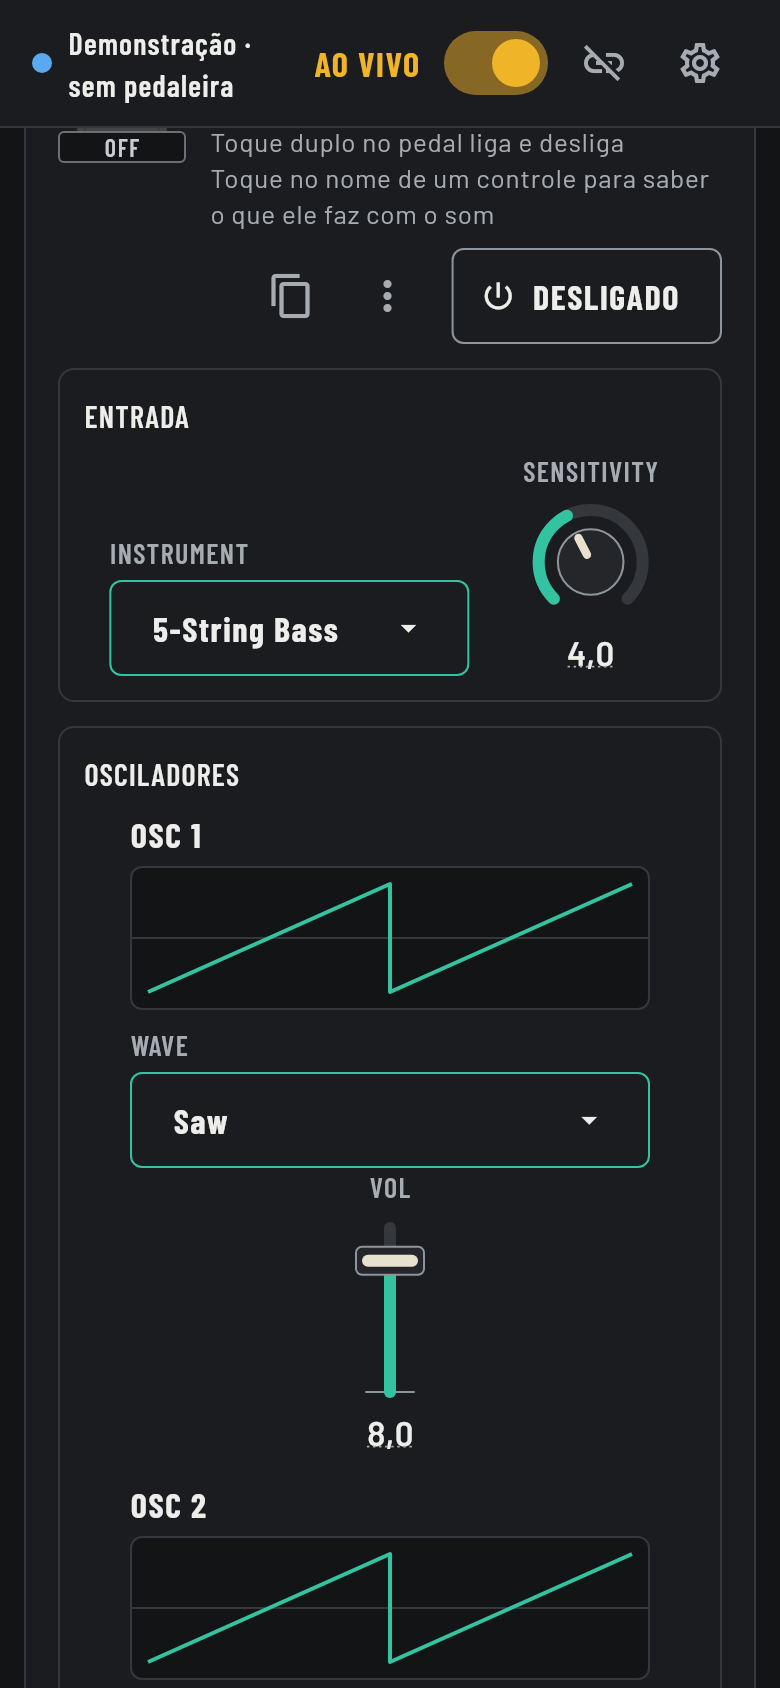 Demonstração ·
sem pedaleira
AO VIVO
OFF
Toque duplo no pedal liga e desliga
Toque no nome de um controle para saber
o que ele faz com o som
DESLIGADO
ENTRADA
SENSITIVITY
INSTRUMENT
5-String Bass
4,0
OSCILADORES
OSC 1
WAVE
Saw
VOL
8,0
OSC 2